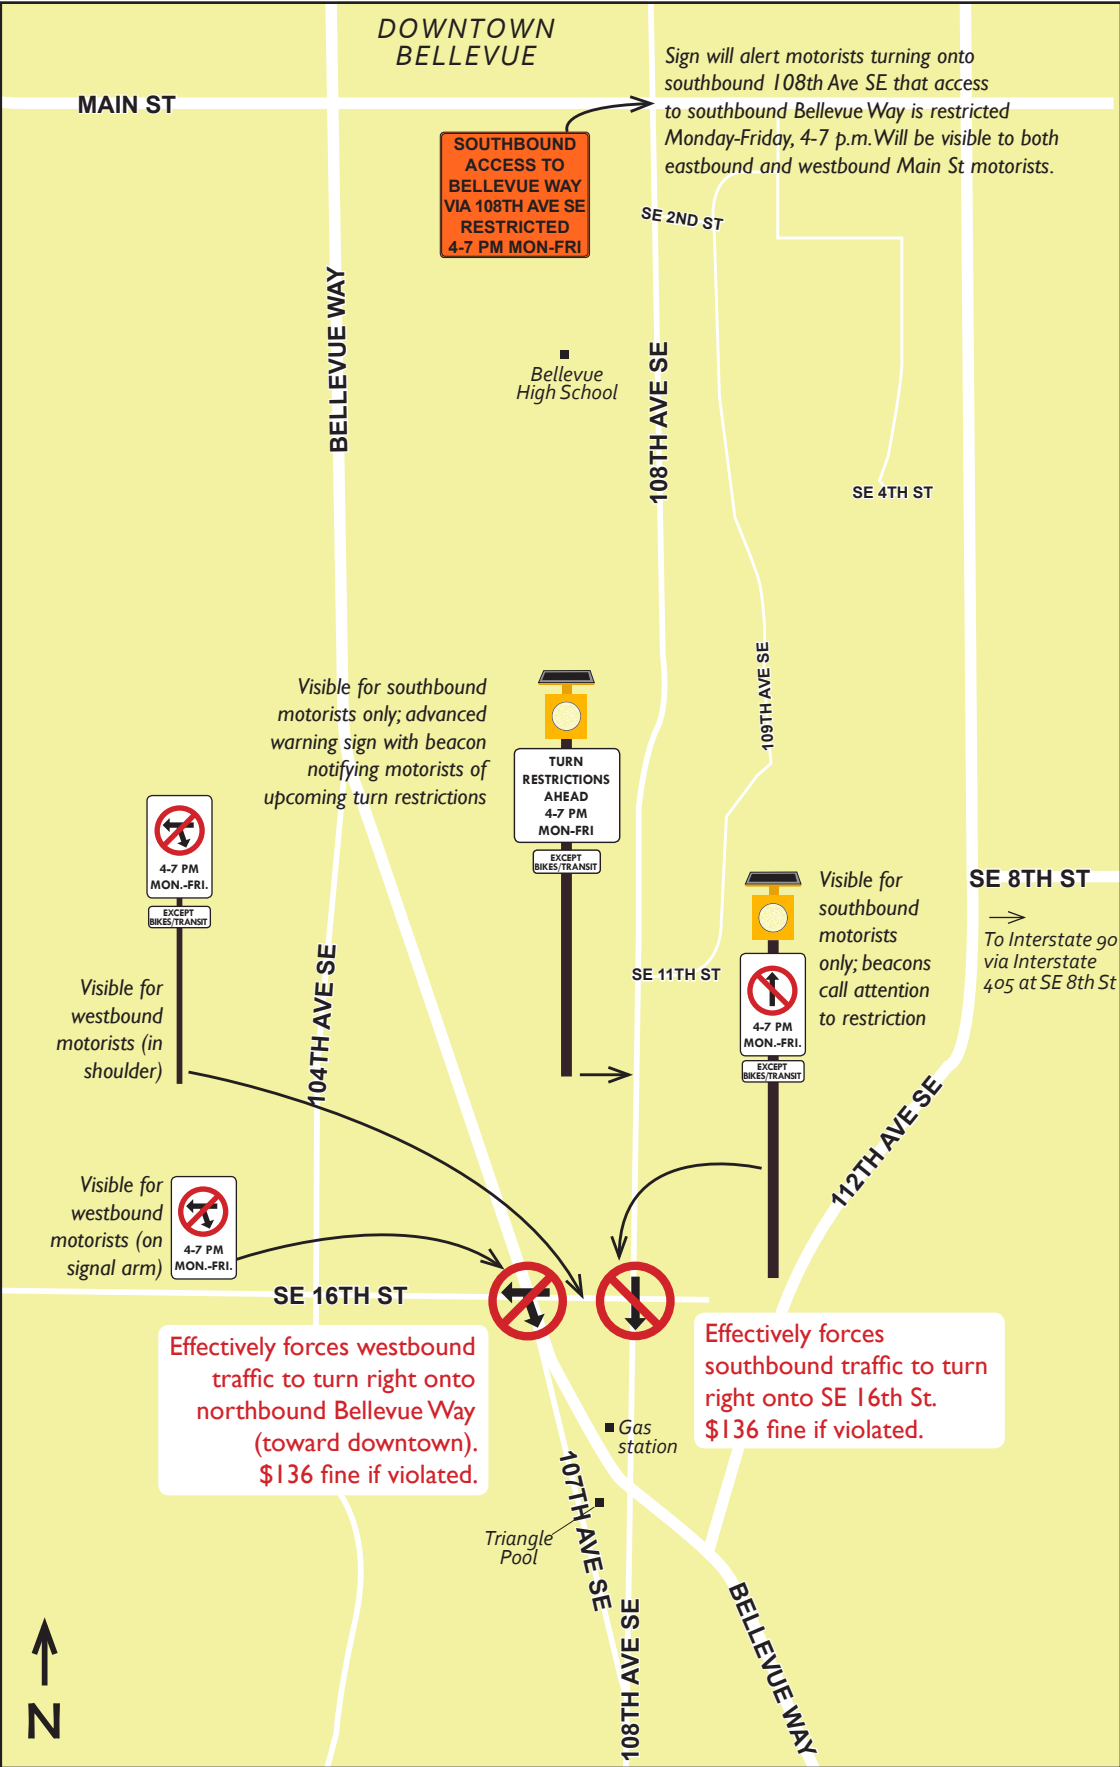 DOWNTOWN
BELLEVUE
Sign will alert motorists turning onto
southbound 108th Ave SE that access
to southbound Bellevue Way is restricted
Monday-Friday, 4-7 p.m. Will be visible to both
eastbound and westbound Main St motorists.
MAIN ST
SOUTHBOUND
ACCESS TO
BELLEVUE WAY
VIA 108TH AVE SE
RESTRICTED
4-7 PM MON-FRI
SE 2ND ST
BELLEVUE WAY
Bellevue
High School
108TH AVE SE
SE 4TH ST
109TH AVE SE
Visible for southbound
motorists only; advanced
warning sign with beacon
notifying motorists of
upcoming turn restrictions
TURN
RESTRICTIONS
AHEAD
4-7 PM
MON-FRI
EXCEPT
BIKES/TRANSIT
4-7 PM
MON.-FRI.
EXCEPT
BIKES/TRANSIT
Visible for
westbound
motorists (in
shoulder)
104TH AVE SE
SE 11TH ST
4-7 PM
MON.-FRI.
EXCEPT
BIKES/TRANSIT
Visible for
southbound
motorists
only; beacons
call attention
to restriction
SE 8TH ST
To Interstate 90
via Interstate
405 at SE 8th St
112TH AVE SE
Visible for
westbound
motorists (on
signal arm)
4-7 PM
MON.-FRI.
SE 16TH ST
Effectively forces westbound
traffic to turn right onto
northbound Bellevue Way
(toward downtown).
$136 fine if violated.
Effectively forces
southbound traffic to turn
right onto SE 16th St.
$136 fine if violated.
Gas
station
107TH AVE SE
Triangle
Pool
108TH AVE SE
BELLEVUE WAY
N